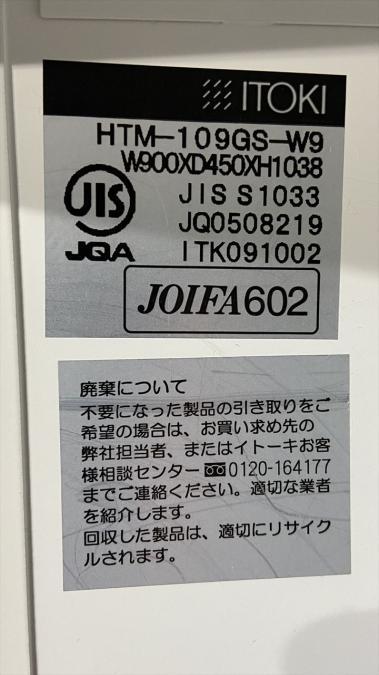 ITOKI
HTM-109GS-W9
W900XD450XH1038
JIS
JIS S1033
JQ0508219
JQA
ITK091002
JOIFA602
廃棄について
不要になった製品の引き取りをご
希望の場合は、お買い求め先の
弊社担当者、またはイトーキお客
様相談センター0120-164177
までご連絡ください。適切な業者
を紹介します。
回収した製品は、適切にリサイク
ルされます。